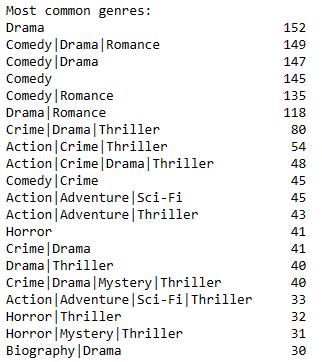 Most common genres:
Drama 152
Comedy|Drama|Romance 149
Comedy|Drama 147
Comedy 145
Comedy|Romance 135
Drama|Romance 118
Crime|Drama|Thriller 80
Action|Crime|Thriller 54
Action|Crime|Drama|Thriller 48
Comedy|Crime 45
Action|Adventure|Sci-Fi 45
Action|Adventure|Thriller 43
Horror 41
Crime|Drama 41
Drama|Thriller 40
Crime|Drama|Mystery|Thriller 40
Action|Adventure|Sci-Fi|Thriller 33
Horror|Thriller 32
Horror|Mystery|Thriller 31
Biography|Drama 30